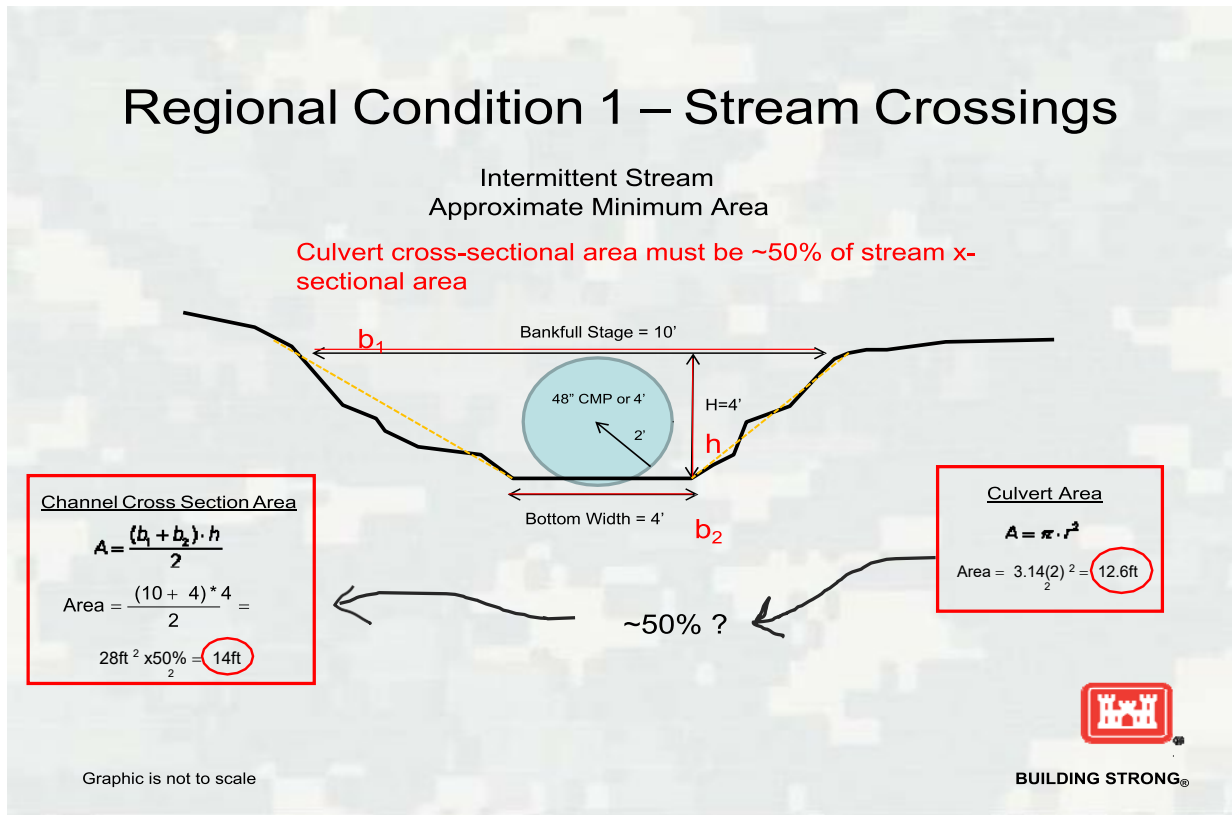 Regional Condition 1 – Stream Crossings
Intermittent Stream
Approximate Minimum Area
Culvert cross-sectional area must be ~50% of stream x-
sectional area
b₁
Bankfull Stage = 10’
48” CMP or 4’
2’
H=4’
h
Bottom Width = 4’
b₂
Channel Cross Section Area
A = (b₁ + b₂) · h / 2
Area = (10 + 4) * 4 / 2 =
28ft ² x50% = 14ft
2
~50% ?
Culvert Area
A = π · r²
Area = 3.14(2) ² = 12.6ft
2
Graphic is not to scale
BUILDING STRONG®